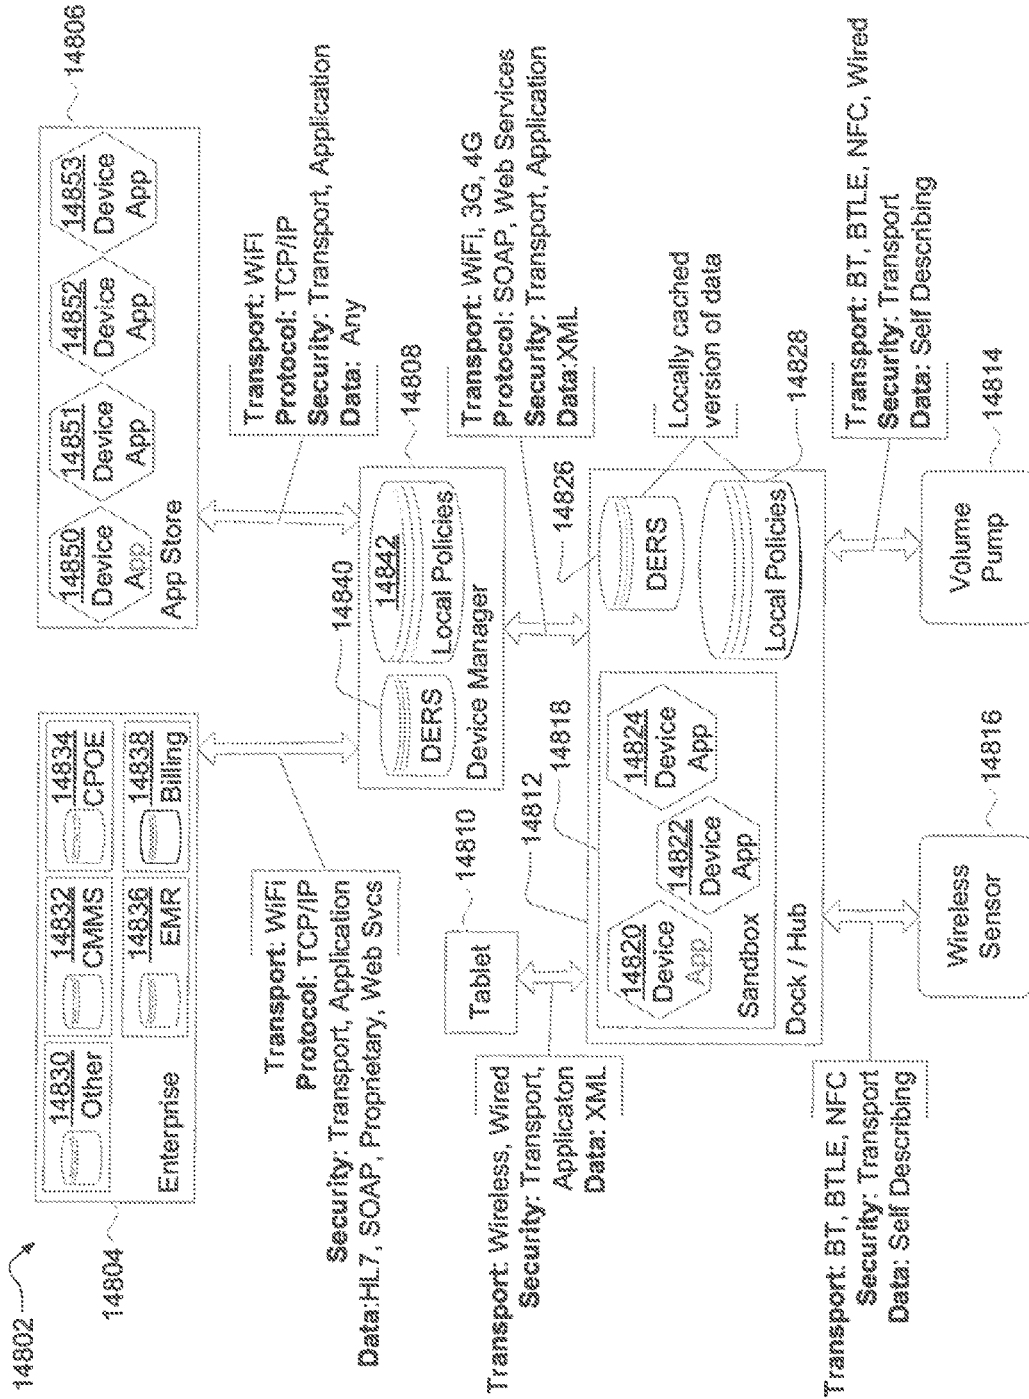 14802
14804
14830
Other
14832
CMMS
14834
CPOE
14836
EMR
14838
Billing
Enterprise
14806
14850
Device
App
14851
Device
App
14852
Device
App
14853
Device
App
App Store
Transport: WiFi
Protocol: TCP/IP
Security: Transport, Application
Data:HL7, SOAP, Proprietary, Web Svcs
Transport: WiFi
Protocol: TCP/IP
Security: Transport, Application
Data: Any
14840
14808
DERS
14842
Local Policies
Device Manager
14810
Tablet
Transport: Wireless, Wired
Security: Transport,
Applicaton
Data: XML
Transport: WiFi, 3G, 4G
Protocol: SOAP, Web Services
Security: Transport, Application
Data:XML
14812
14818
14826
14820
Device
App
14822
Device
App
14824
Device
App
Sandbox
Dock / Hub
DERS
Local Policies
Locally cached
version of data
14828
Transport: BT, BTLE, NFC
Security: Transport
Data: Self Describing
Transport: BT, BTLE, NFC, Wired
Security: Transport
Data: Self Describing
Wireless
Sensor
14816
Volume
Pump
14814